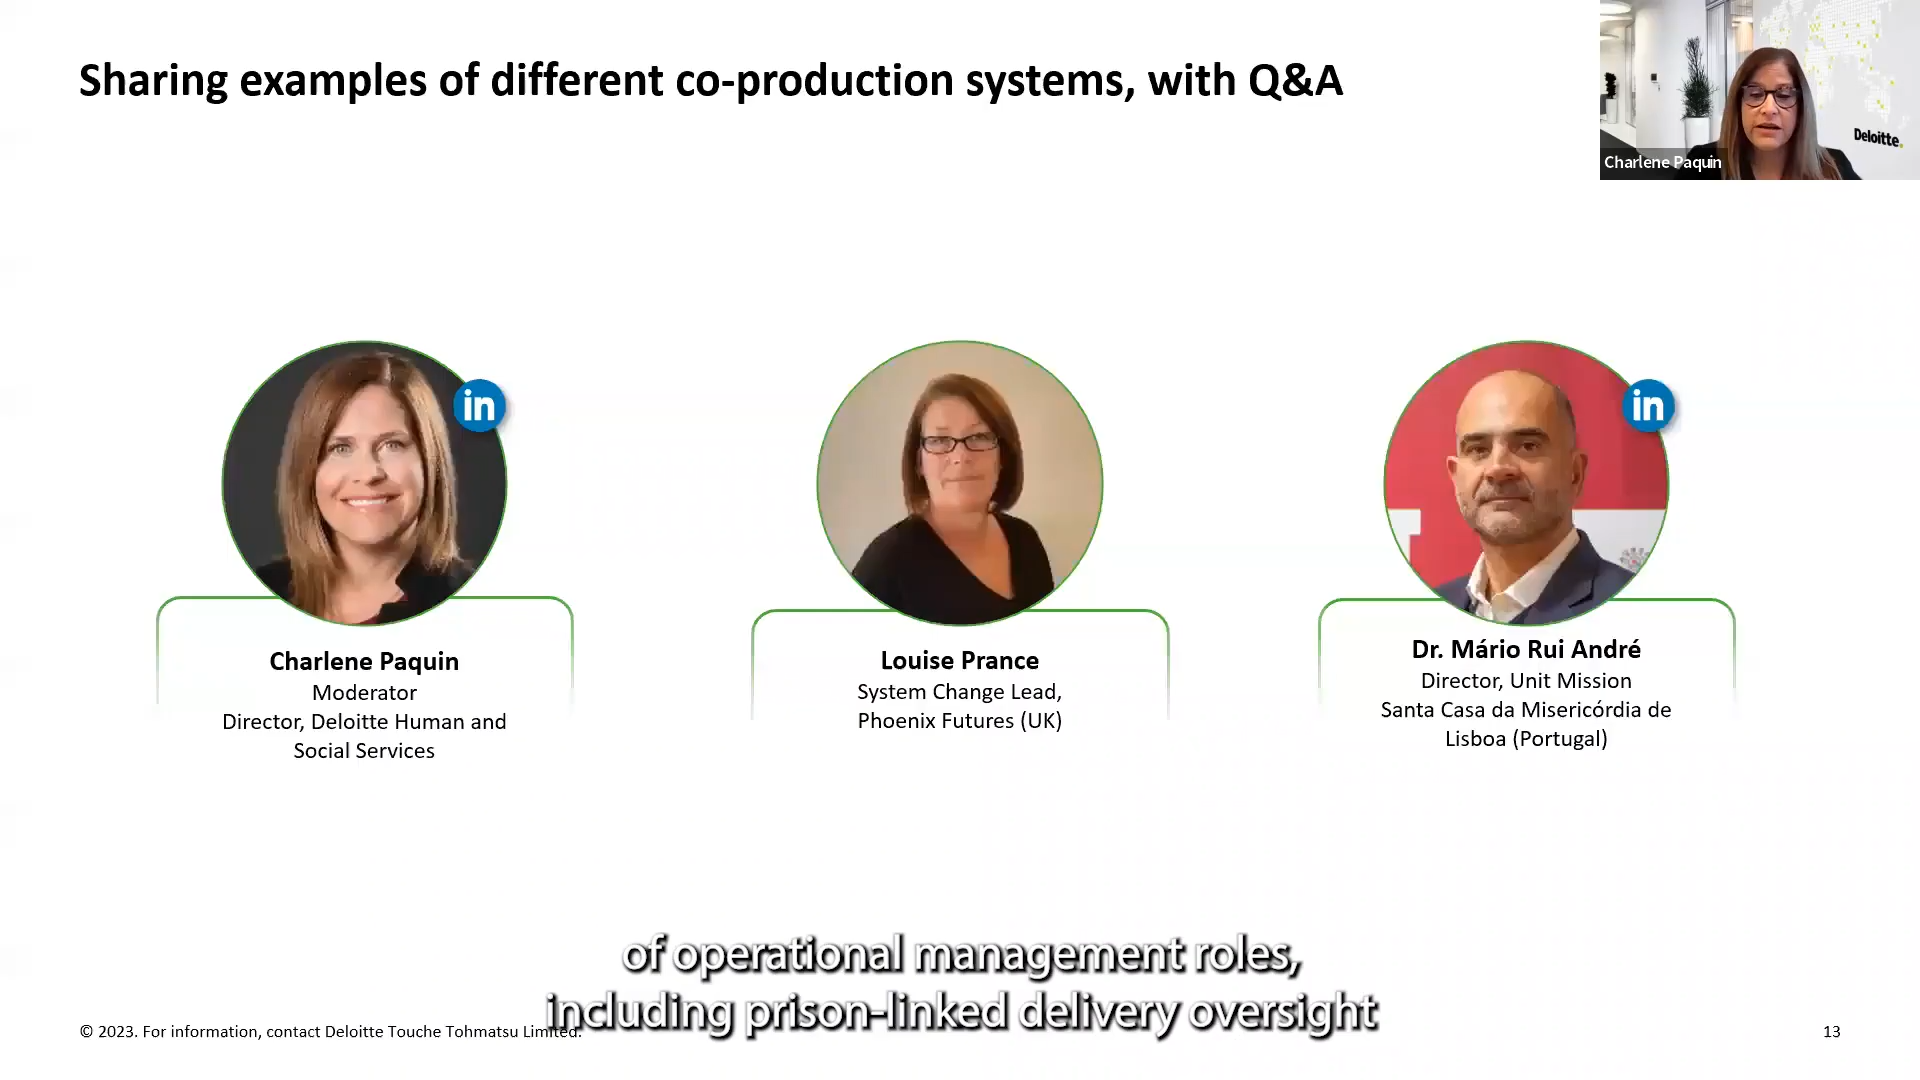 Sharing examples of different co-production systems, with Q&A
Deloitte.
Charlene Paquin
in
in
Charlene Paquin
Moderator
Director, Deloitte Human and
Social Services
Louise Prance
System Change Lead,
Phoenix Futures (UK)
Dr. Mário Rui André
Director, Unit Mission
Santa Casa da Misericórdia de
Lisboa (Portugal)
of operational management roles,
including prison-linked delivery oversight
© 2023. For information, contact Deloitte Touche Tohmatsu Limited.
13